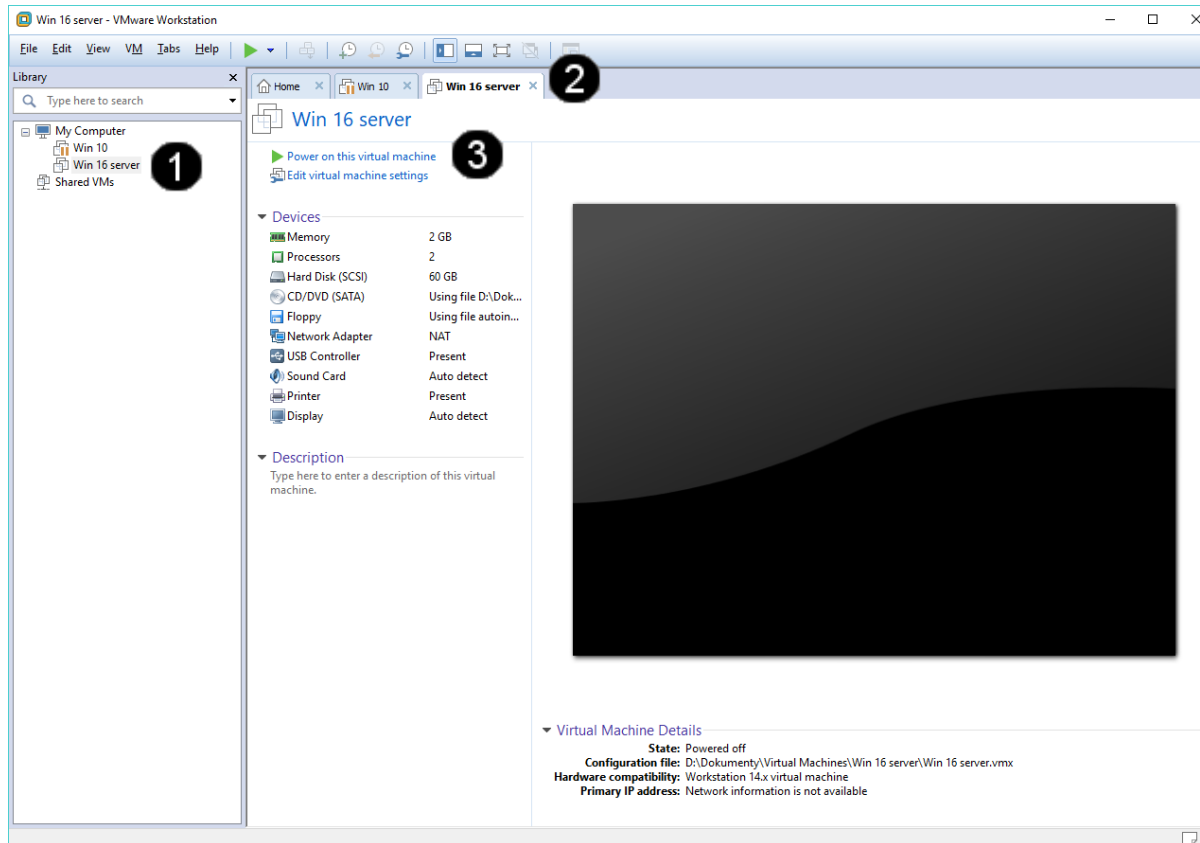 Win 16 server - VMware Workstation
File Edit View VM Tabs Help
Library
Type here to search
My Computer
Win 10
Win 16 server
Shared VMs
1
Home Win 10 Win 16 server
2
Win 16 server
Power on this virtual machine
3
Edit virtual machine settings
Devices
Memory 2 GB
Processors 2
Hard Disk (SCSI) 60 GB
CD/DVD (SATA) Using file D:\Dok...
Floppy Using file autoin...
Network Adapter NAT
USB Controller Present
Sound Card Auto detect
Printer Present
Display Auto detect
Description
Type here to enter a description of this virtual
machine.
Virtual Machine Details
State: Powered off
Configuration file: D:\Dokumenty\Virtual Machines\Win 16 server\Win 16 server.vmx
Hardware compatibility: Workstation 14.x virtual machine
Primary IP address: Network information is not available